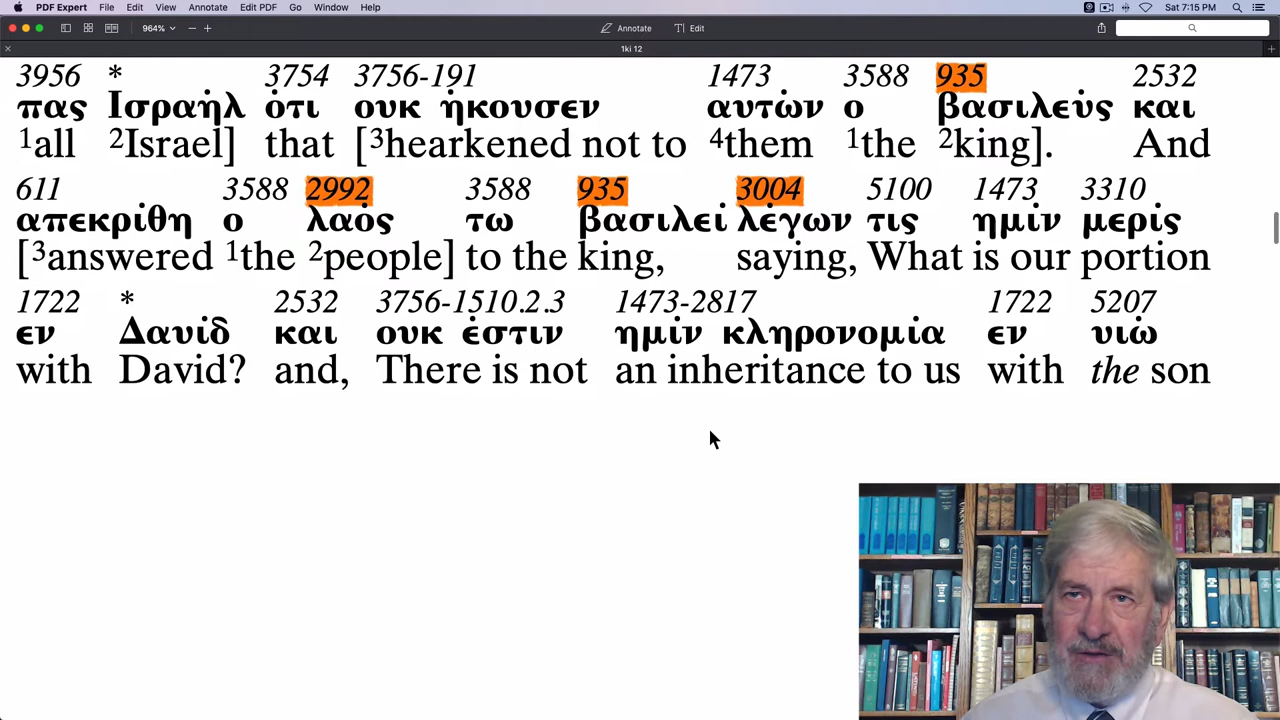 PDF Expert File Edit View Annotate Edit PDF Go Window Help Sat 7:15 PM
964% Annotate Edit
1ki 12
3956 * 3754 3756-191 1473 3588 935 2532
πας Ισραήλ ότι ουκ ήκουσεν αυτών ο βασιλεύς και
1all 2Israel] that [3hearkened not to 4them 1the 2king]. And
611 3588 2992 3588 935 3004 5100 1473 3310
απεκρίθη ο λαός τω βασιλεί λέγων τις ημίν μερίς
[3answered 1the 2people] to the king, saying, What is our portion
1722 * 2532 3756-1510.2.3 1473-2817 1722 5207
εν Δαυίδ και ουκ έστιν ημίν κληρονομία εν υιώ
with David? and, There is not an inheritance to us with the son